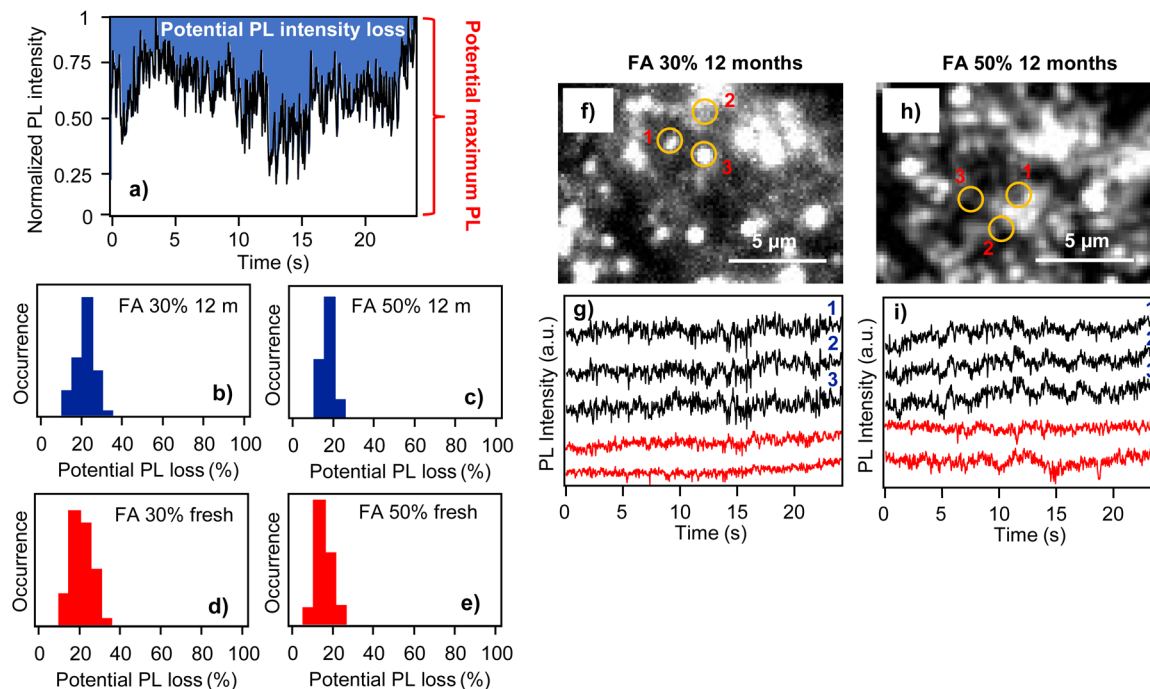 Potential PL intensity loss
Normalized PL intensity
1
0.75
0.50
0.25
0
a)
0 5 10 15 20
Time (s)
Potential maximum PL
FA 30% 12 m
Occurrence
b)
0 20 40 60 80 100
Potential PL loss (%)
FA 50% 12 m
Occurrence
c)
0 20 40 60 80 100
Potential PL loss (%)
FA 30% fresh
Occurrence
d)
0 20 40 60 80 100
Potential PL loss (%)
FA 50% fresh
Occurrence
e)
0 20 40 60 80 100
Potential PL loss (%)
FA 30% 12 months
f)
2
1
3
5 µm
g)
1
2
3
PL Intensity (a.u.)
0 5 10 15 20
Time (s)
FA 50% 12 months
h)
3
1
2
5 µm
i)
PL Intensity (a.u.)
0 5 10 15 20
Time (s)